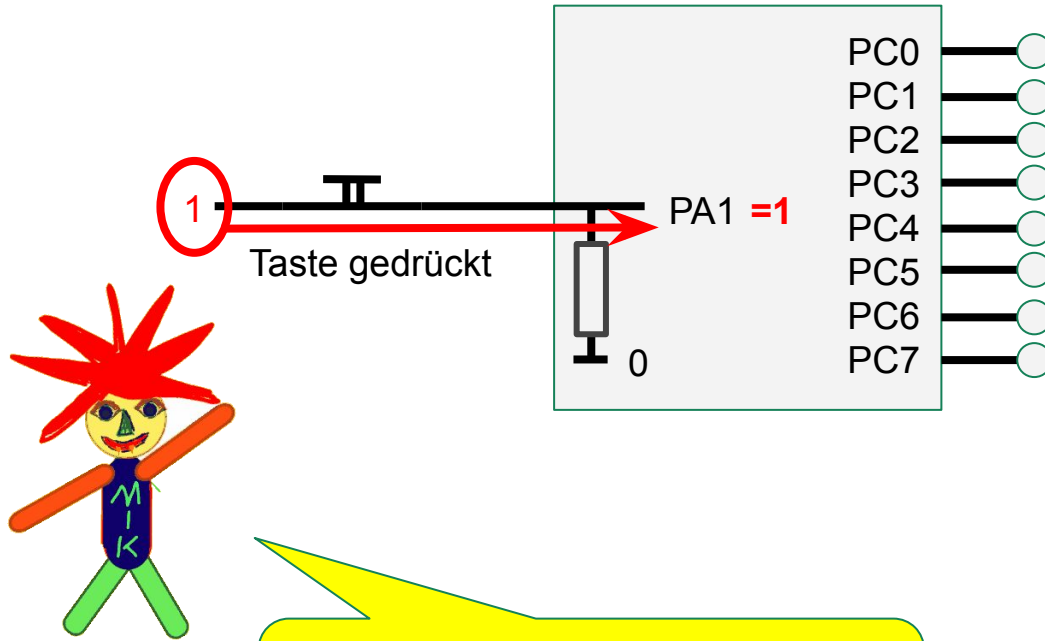 PC0
PC1
PC2
PC3
1
PA1 =1
PC4
Taste gedrückt
PC5
PC6
0
PC7
MIK